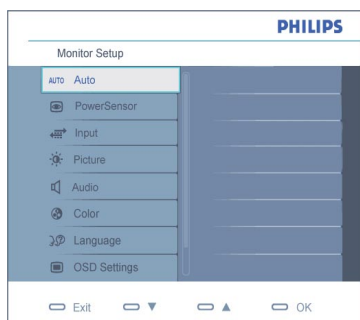 PHILIPS
Monitor Setup
AUTO Auto
PowerSensor
Input
Picture
Audio
Color
Language
OSD Settings
Exit ▼ ▲ OK